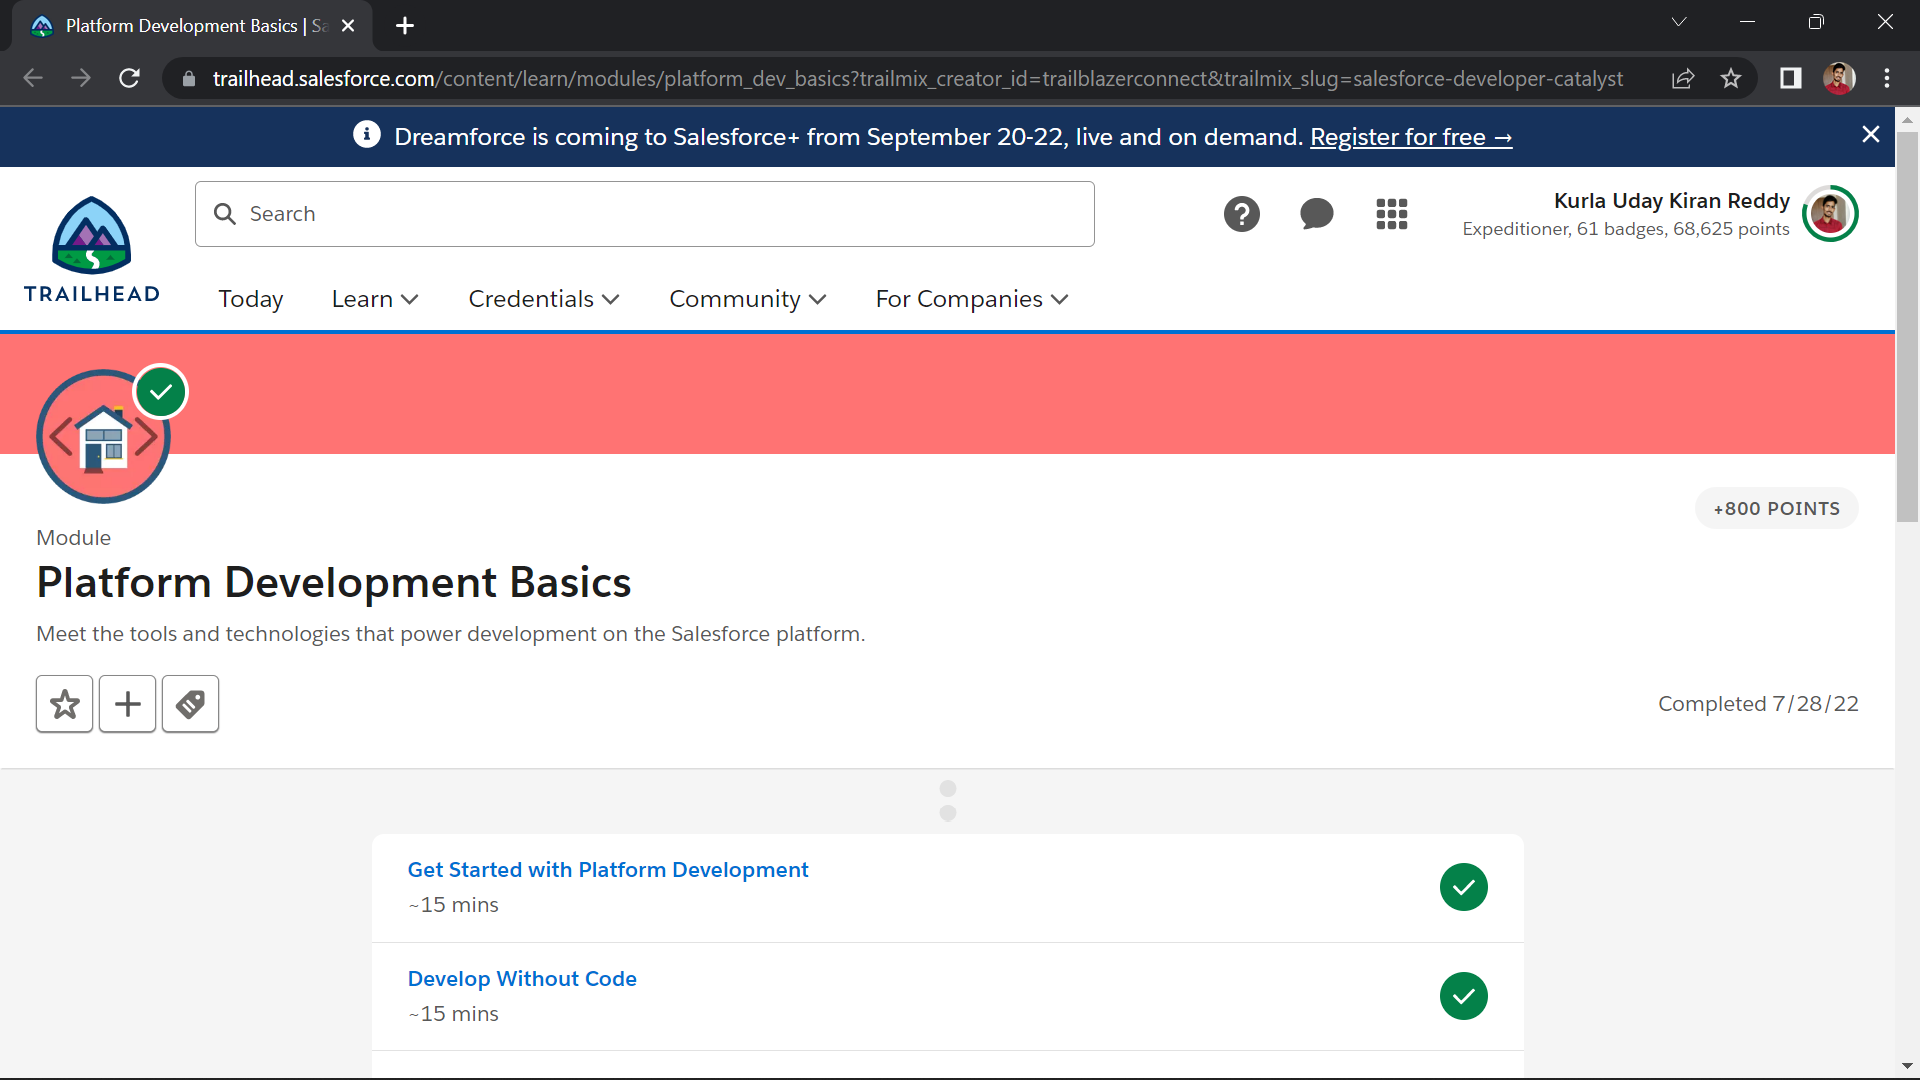 Platform Development Basics | Sa
trailhead.salesforce.com/content/learn/modules/platform_dev_basics?trailmix_creator_id=trailblazerconnect&trailmix_slug=salesforce-developer-catalyst
Dreamforce is coming to Salesforce+ from September 20-22, live and on demand. Register for free →
Search
Kurla Uday Kiran Reddy
Expeditioner, 61 badges, 68,625 points
TRAILHEAD
Today Learn Credentials Community For Companies
+800 POINTS
Module
Platform Development Basics
Meet the tools and technologies that power development on the Salesforce platform.
Completed 7/28/22
Get Started with Platform Development
~15 mins
Develop Without Code
~15 mins